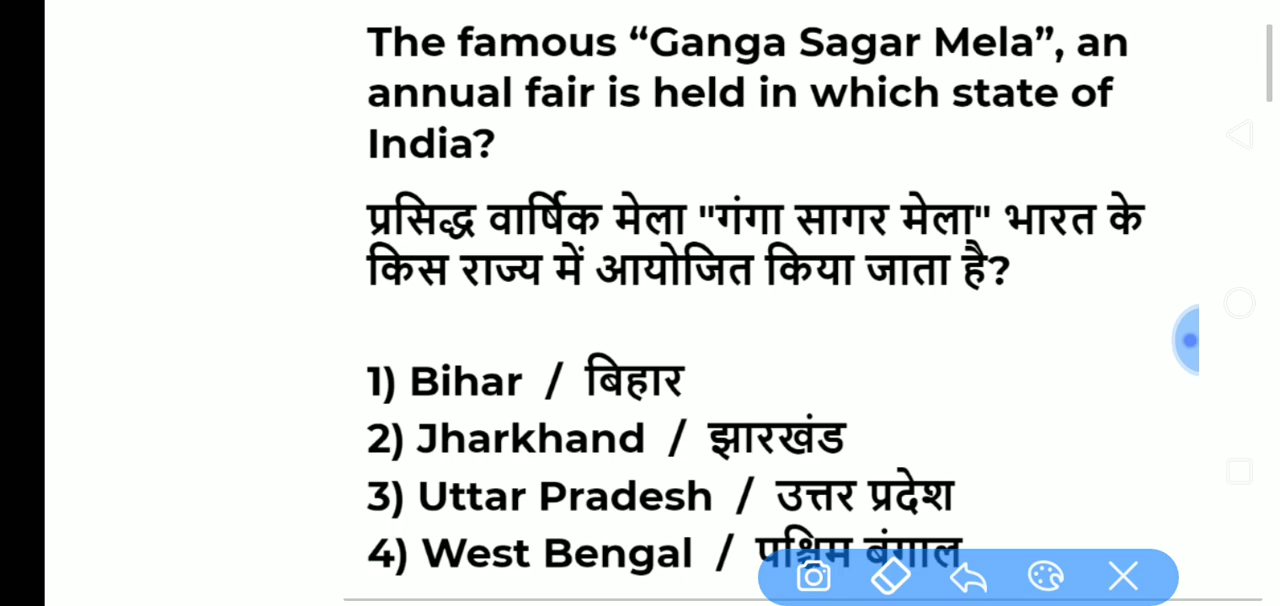 The famous “Ganga Sagar Mela”, an
annual fair is held in which state of
India?
प्रसिद्ध वार्षिक मेला "गंगा सागर मेला" भारत के
किस राज्य में आयोजित किया जाता है?
1) Bihar / बिहार
2) Jharkhand / झारखंड
3) Uttar Pradesh / उत्तर प्रदेश
4) West Bengal / पश्चिम बंगाल